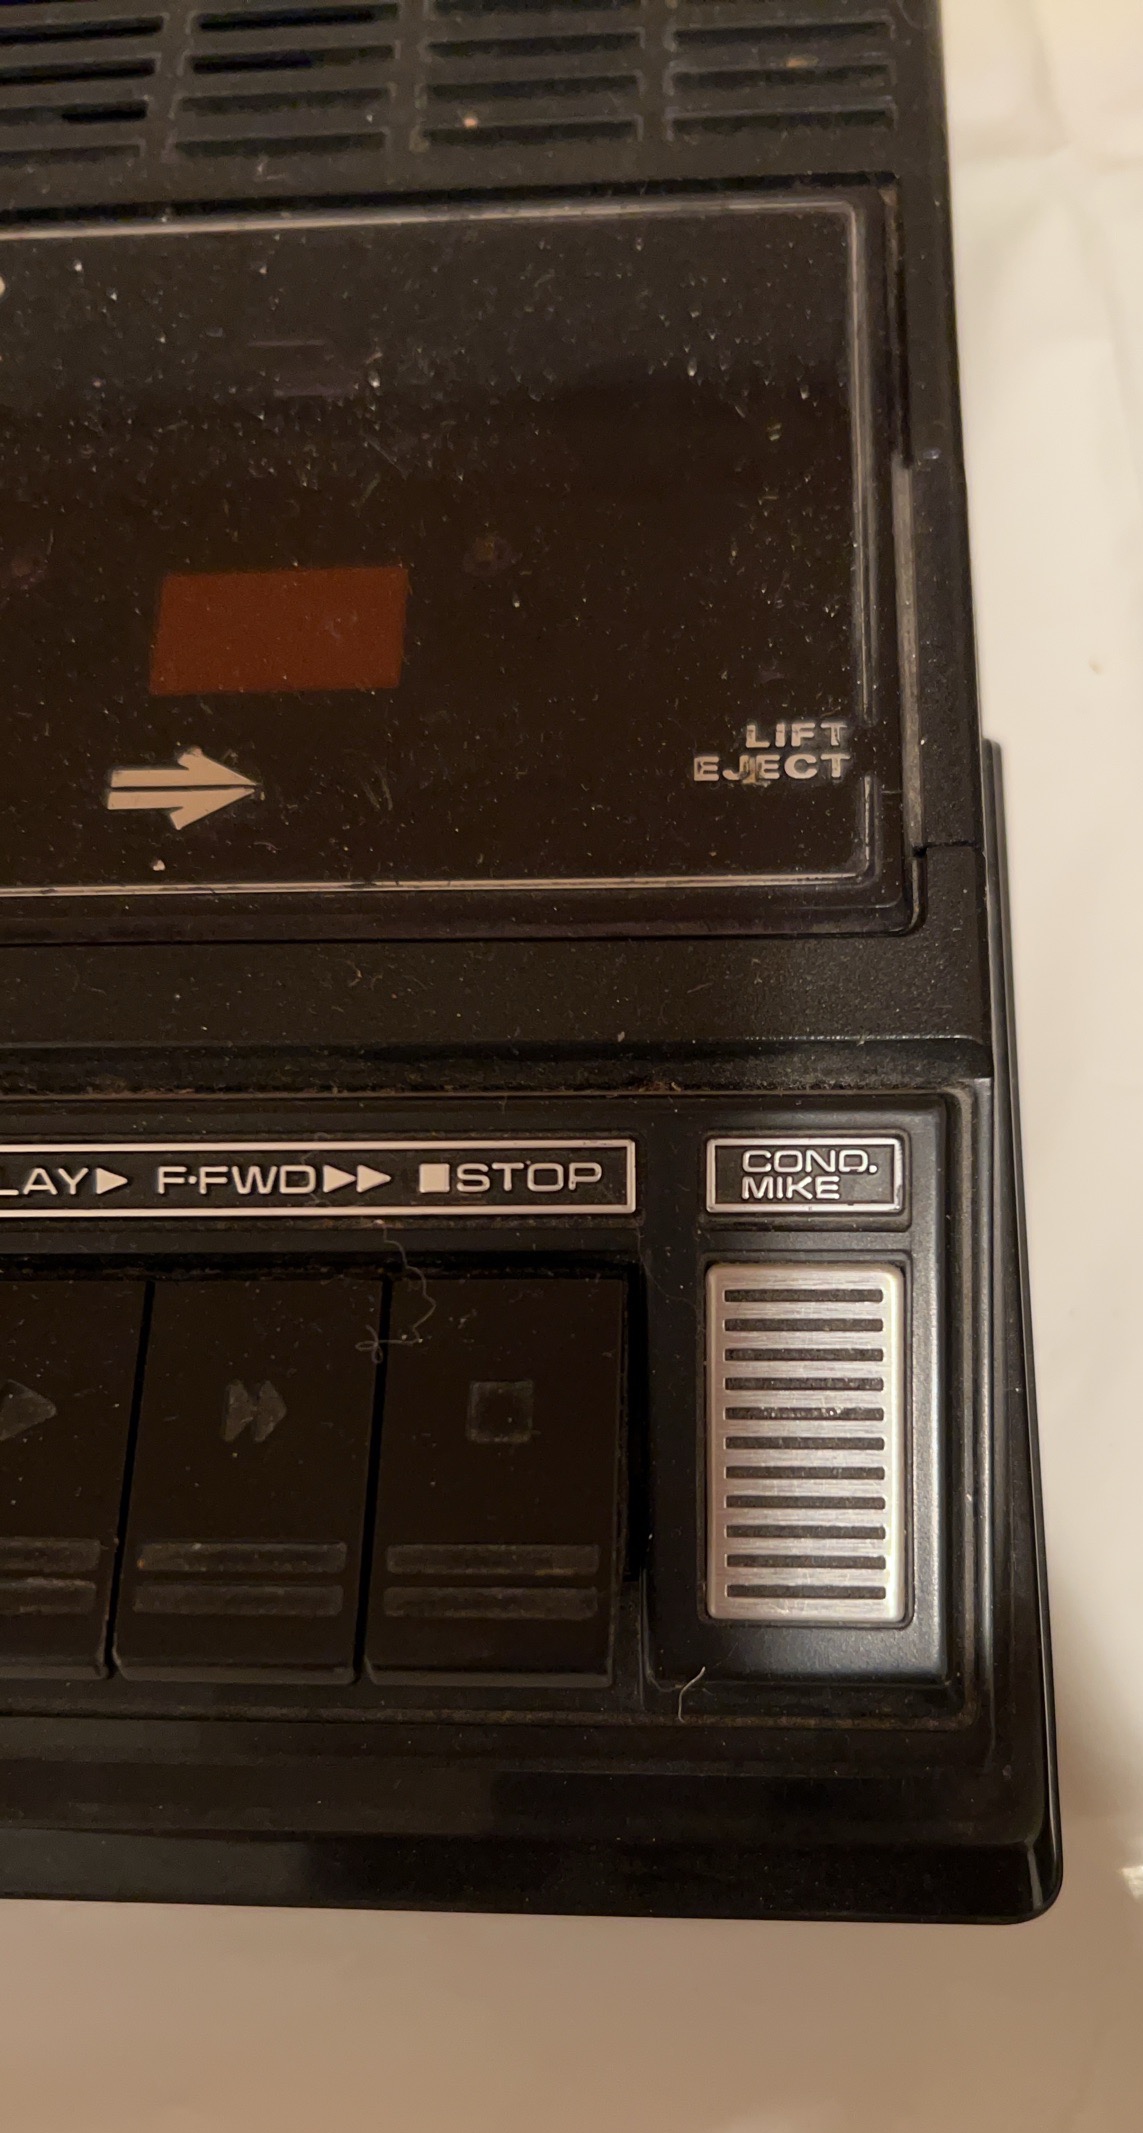 LIFT
EJECT
LAY▶ F·FWD▶▶ ■STOP
COND.
MIKE